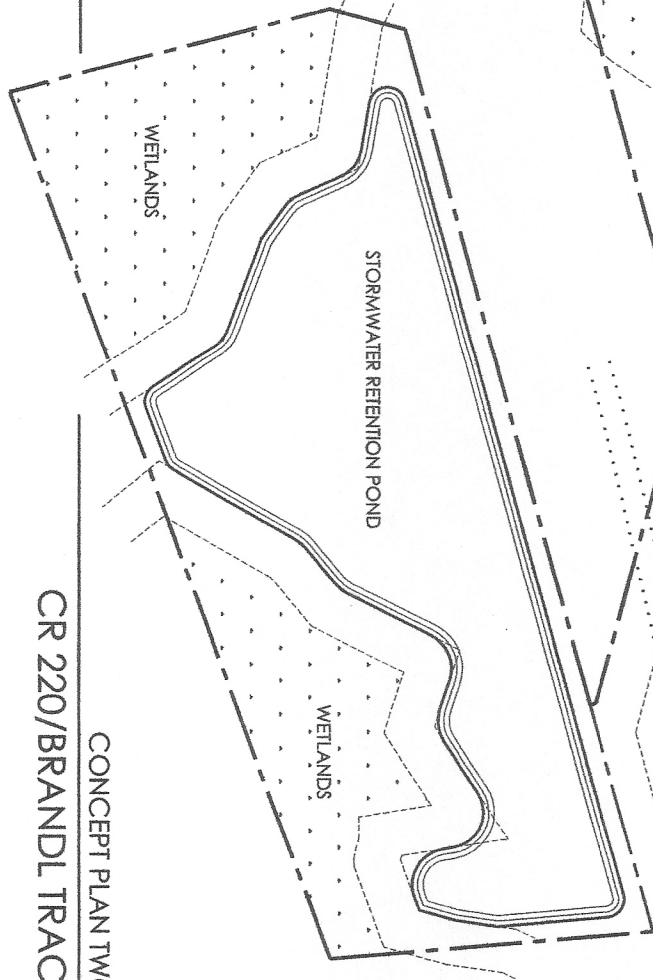 WETLANDS
STORMWATER RETENTION POND
WETLANDS
CONCEPT PLAN TW
CR 220/BRANDL TRAC